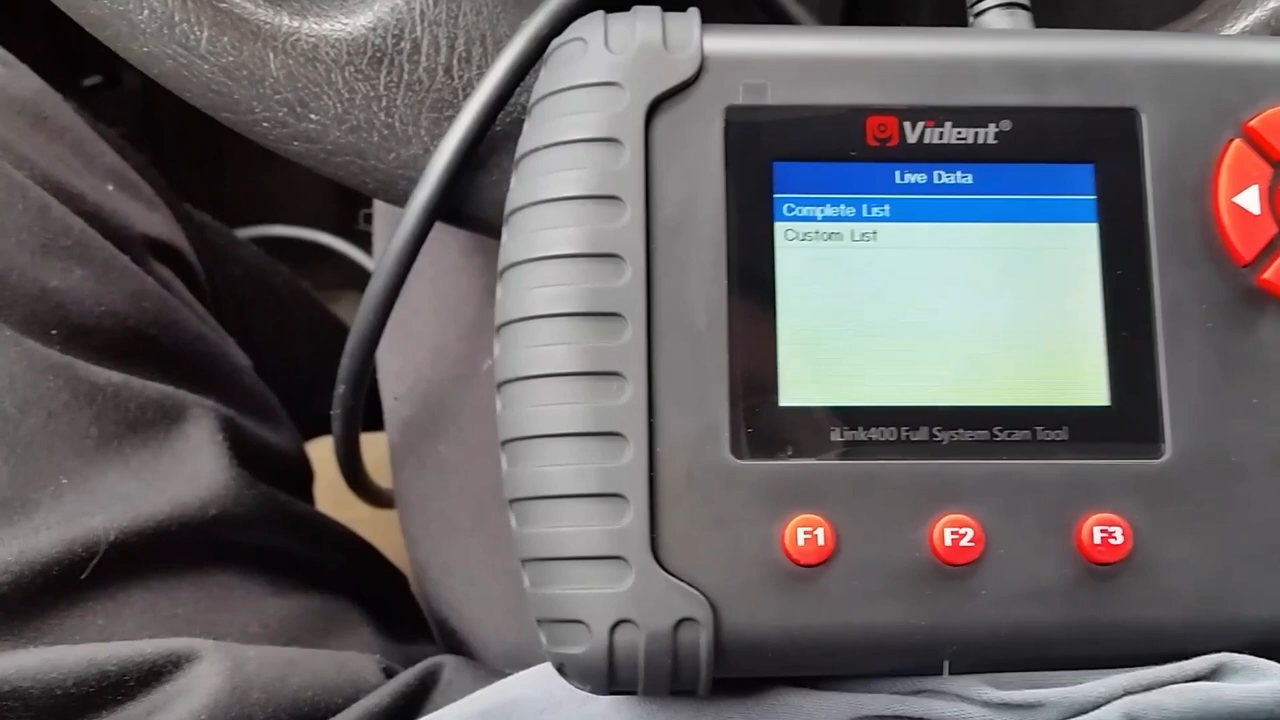 Vident®
Live Data
Complete List
Custom List
iLink400 Full System Scan Tool
F1 F2 F3